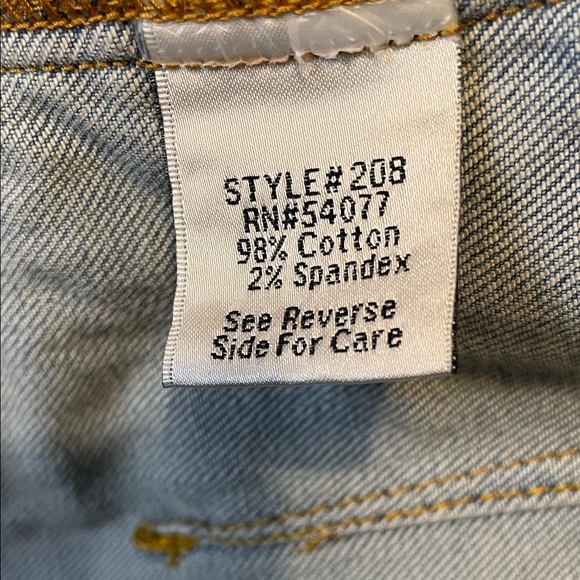 STYLE# 208
RN#54077
98% Cotton
2% Spandex
See Reverse
Side For Care